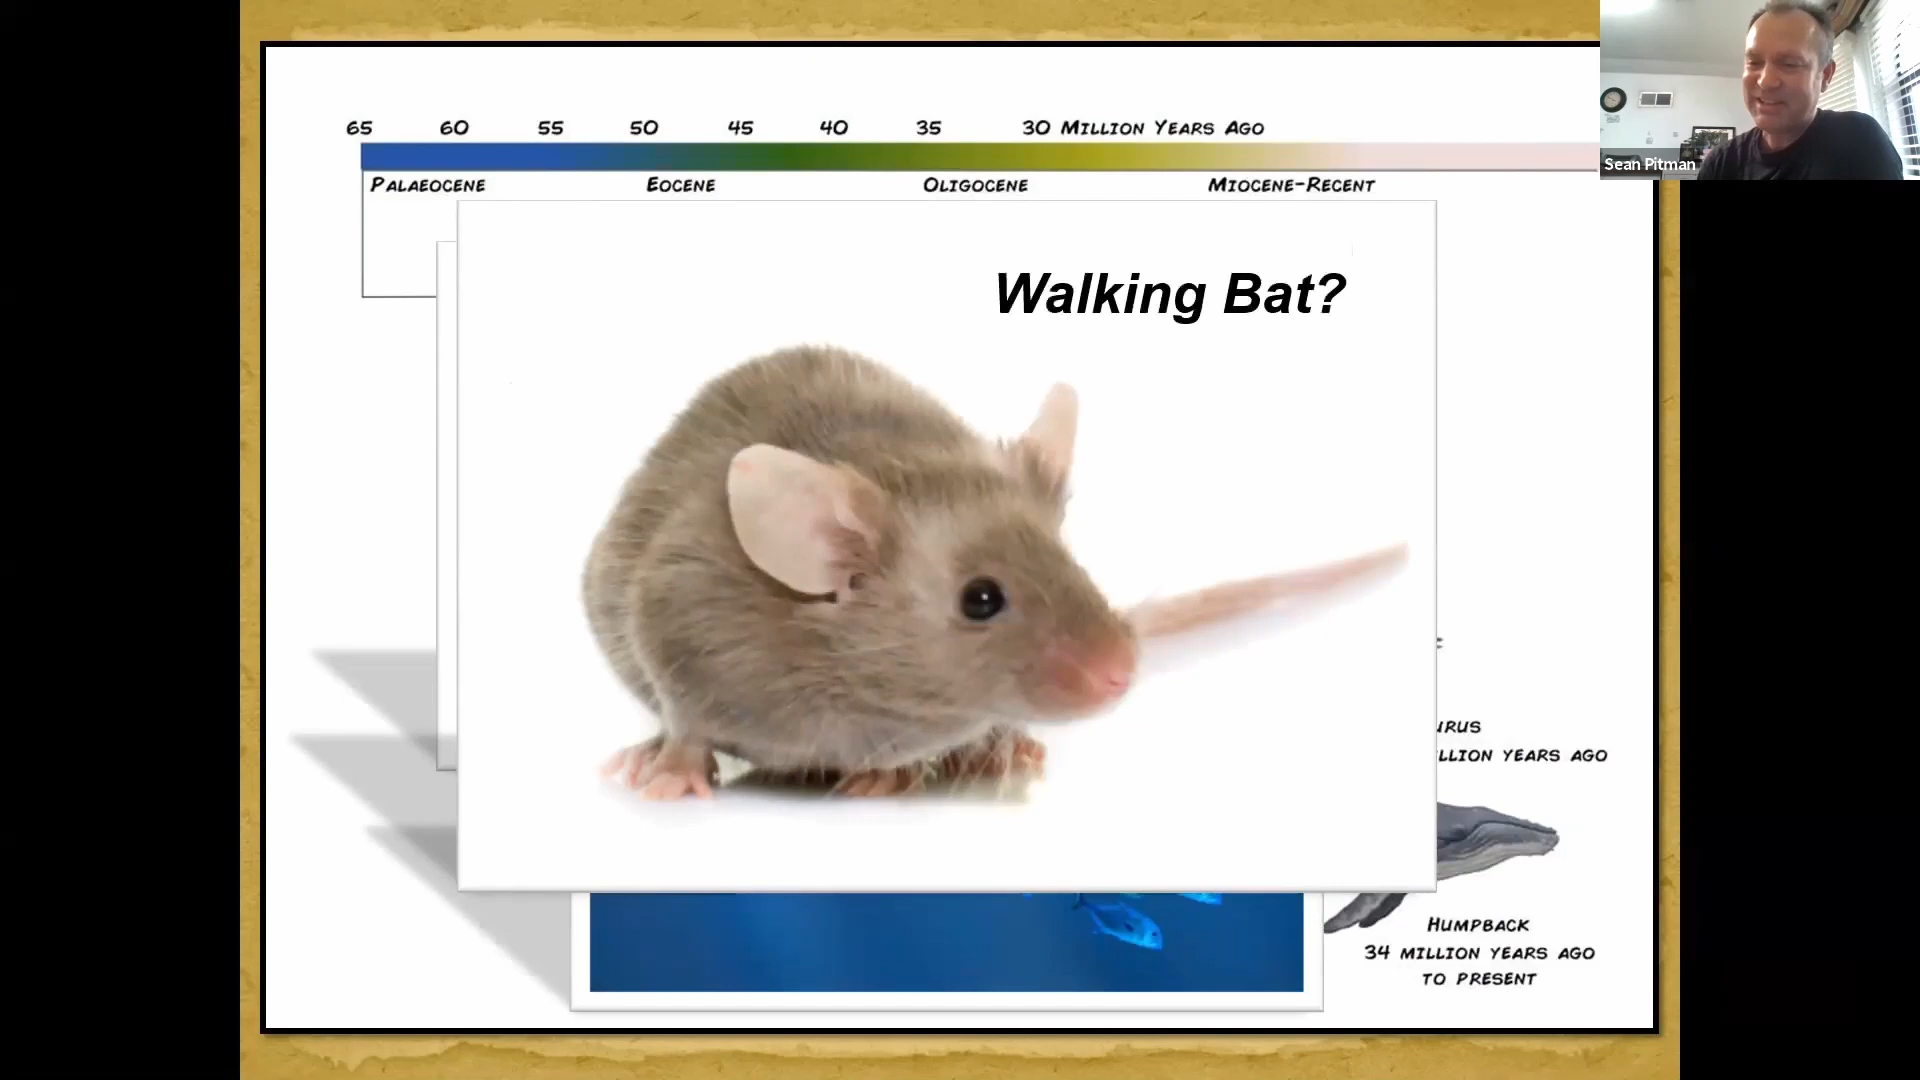 65 60 55 50 45 40 35 30 MILLION YEARS AGO
PALAEOCENE EOCENE OLIGOCENE MIOCENE-RECENT
Sean Pitman
Walking Bat?
URUS
LLION YEARS AGO
HUMPBACK
34 MILLION YEARS AGO
TO PRESENT